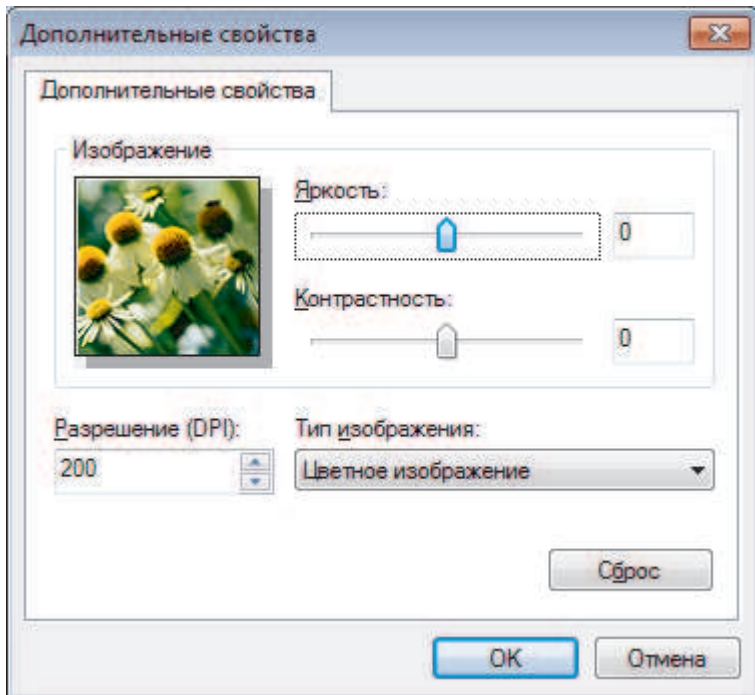 Дополнительные свойства
Дополнительные свойства
Изображение
Яркость:
0
Контрастность:
0
Разрешение (DPI):
Тип изображения:
200
Цветное изображение
Сброс
OK
Отмена